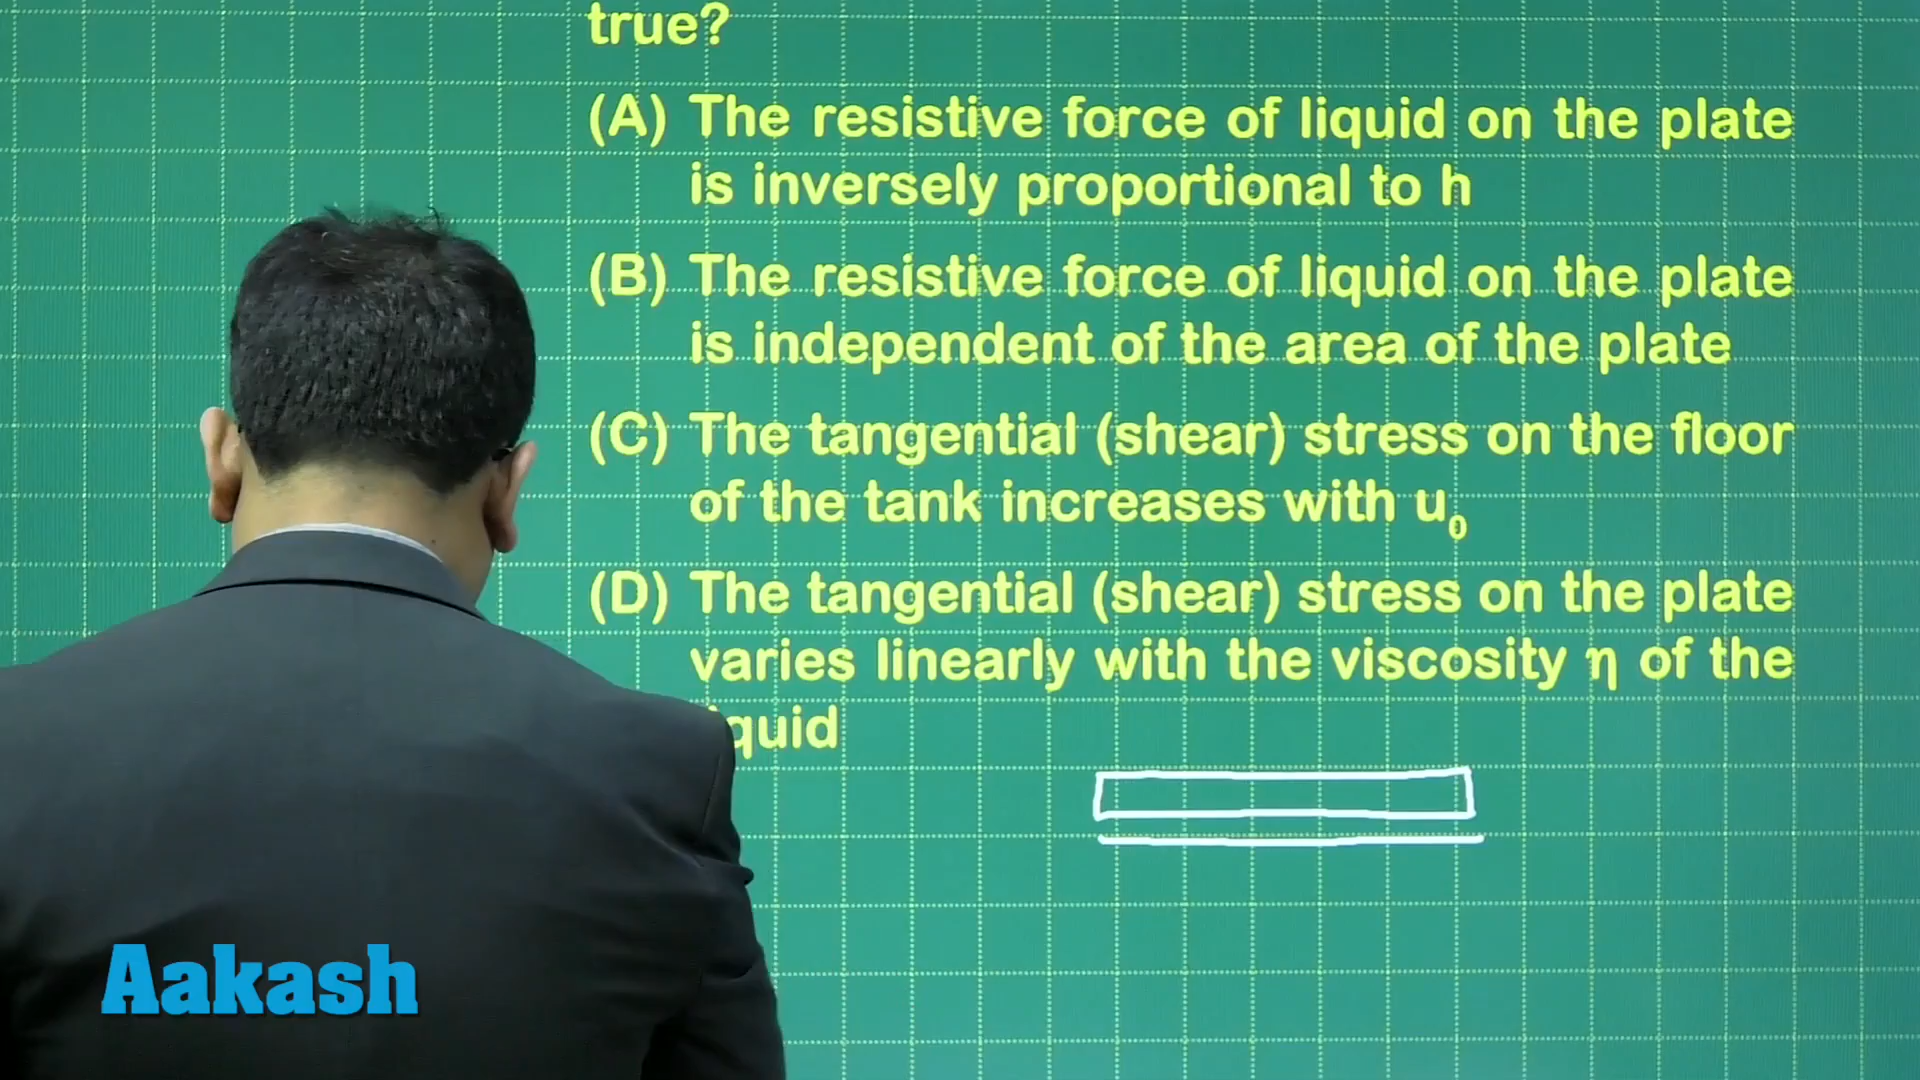 true?
(A) The resistive force of liquid on the plate
is inversely proportional to h
(B) The resistive force of liquid on the plate
is independent of the area of the plate
(C) The tangential (shear) stress on the floor
of the tank increases with u₀
(D) The tangential (shear) stress on the plate
varies linearly with the viscosity η of the
iquid
Aakash